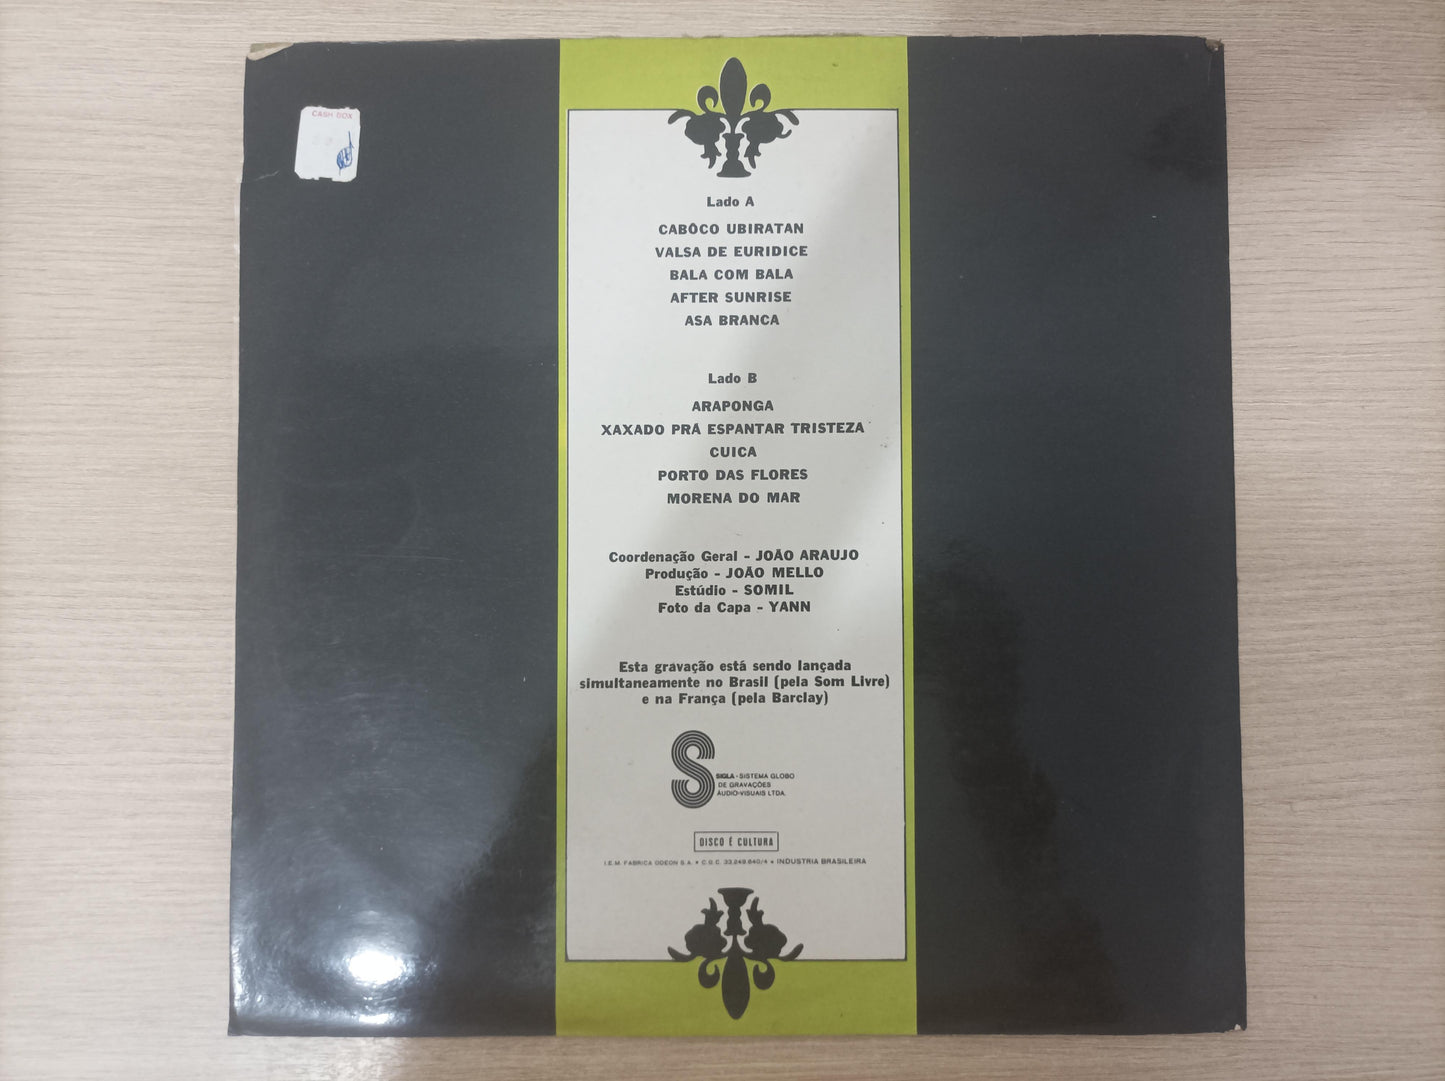 CASH BOX
Lado A
CABÔCO UBIRATAN
VALSA DE EURIDICE
BALA COM BALA
AFTER SUNRISE
ASA BRANCA
Lado B
ARAPONGA
XAXADO PRÁ ESPANTAR TRISTEZA
CUICA
PORTO DAS FLORES
MORENA DO MAR
Coordenação Geral - JOÃO ARAUJO
Produção - JOÃO MELLO
Estúdio - SOMIL
Foto da Capa - YANN
Esta gravação está sendo lançada
simultaneamente no Brasil (pela Som Livre)
e na França (pela Barclay)
SIGLA - SISTEMA GLOBO
DE GRAVAÇÕES
ÁUDIO-VISUAIS LTDA.
DISCO É CULTURA
I.E.M. FABRICA ODEON S.A. • C.G.C. 33.249.640/4 • INDUSTRIA BRASILEIRA